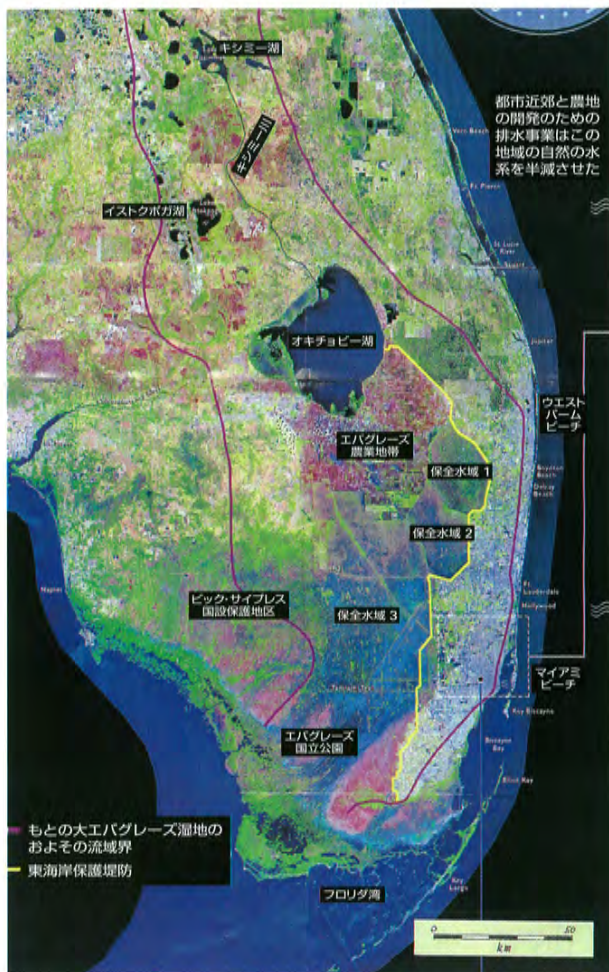 キシミー湖
都市近郊と農地
の開発のための
排水事業はこの
地域の自然の水
系を半減させた
Vero Beach
キシミー川
Ft. Pierce
イストクポガ湖
St. Lucie
River
Stuart
オキチョビー湖
Jupiter
ウエスト
パーム
ビーチ
エバグレーズ
農業地帯
保全水域 1
Boynton
Beach
Delray
Beach
保全水域 2
Naples
ビック・サイプレス
国設保護地区
保全水域 3
Ft.
Lauderdale
Hollywood
マイアミ
ビーチ
Tamiami
Key Biscayne
エバグレーズ
国立公園
Biscayne
Bay
Elliott Key
もとの大エバグレーズ湿地の
およその流域界
東海岸保護堤防
フロリダ湾
Key
Largo
0 50
km